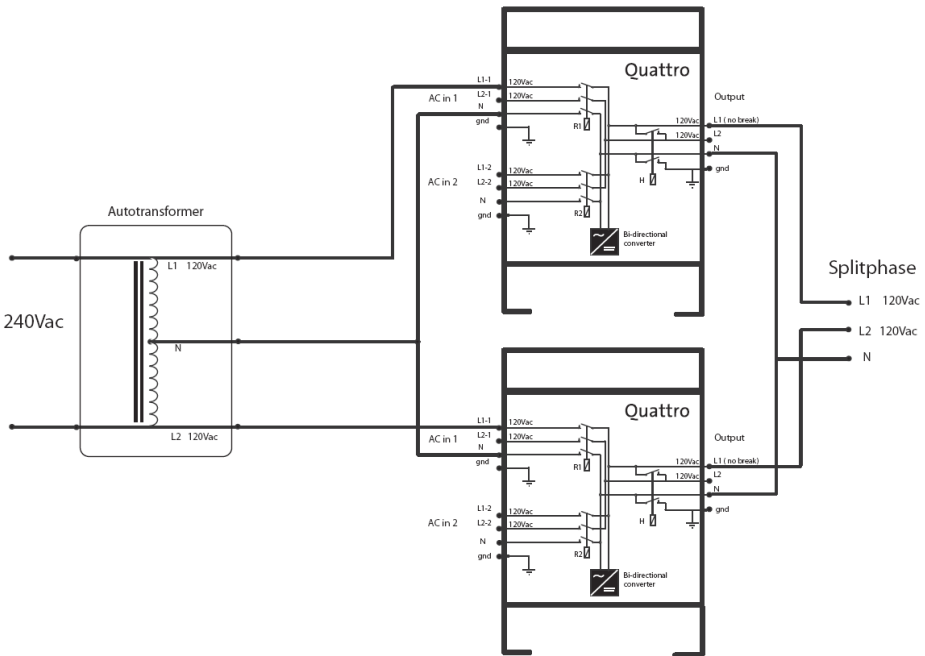 240Vac
Autotransformer
L1 120Vac
N
L2 120Vac
Quattro
AC in 1
L1-1 120Vac
L2-1 120Vac
N
gnd
R1
AC in 2
L1-2 120Vac
L2-2 120Vac
N
gnd
R2
Bi-directional
converter
H
Output
120Vac L1 ( no break)
120Vac L2
N
gnd
Quattro
AC in 1
L1-1 120Vac
L2-1 120Vac
N
gnd
R1
AC in 2
L1-2 120Vac
L2-2 120Vac
N
gnd
R2
Bi-directional
converter
H
Output
120Vac L1 ( no break)
120Vac L2
N
gnd
Splitphase
L1 120Vac
L2 120Vac
N